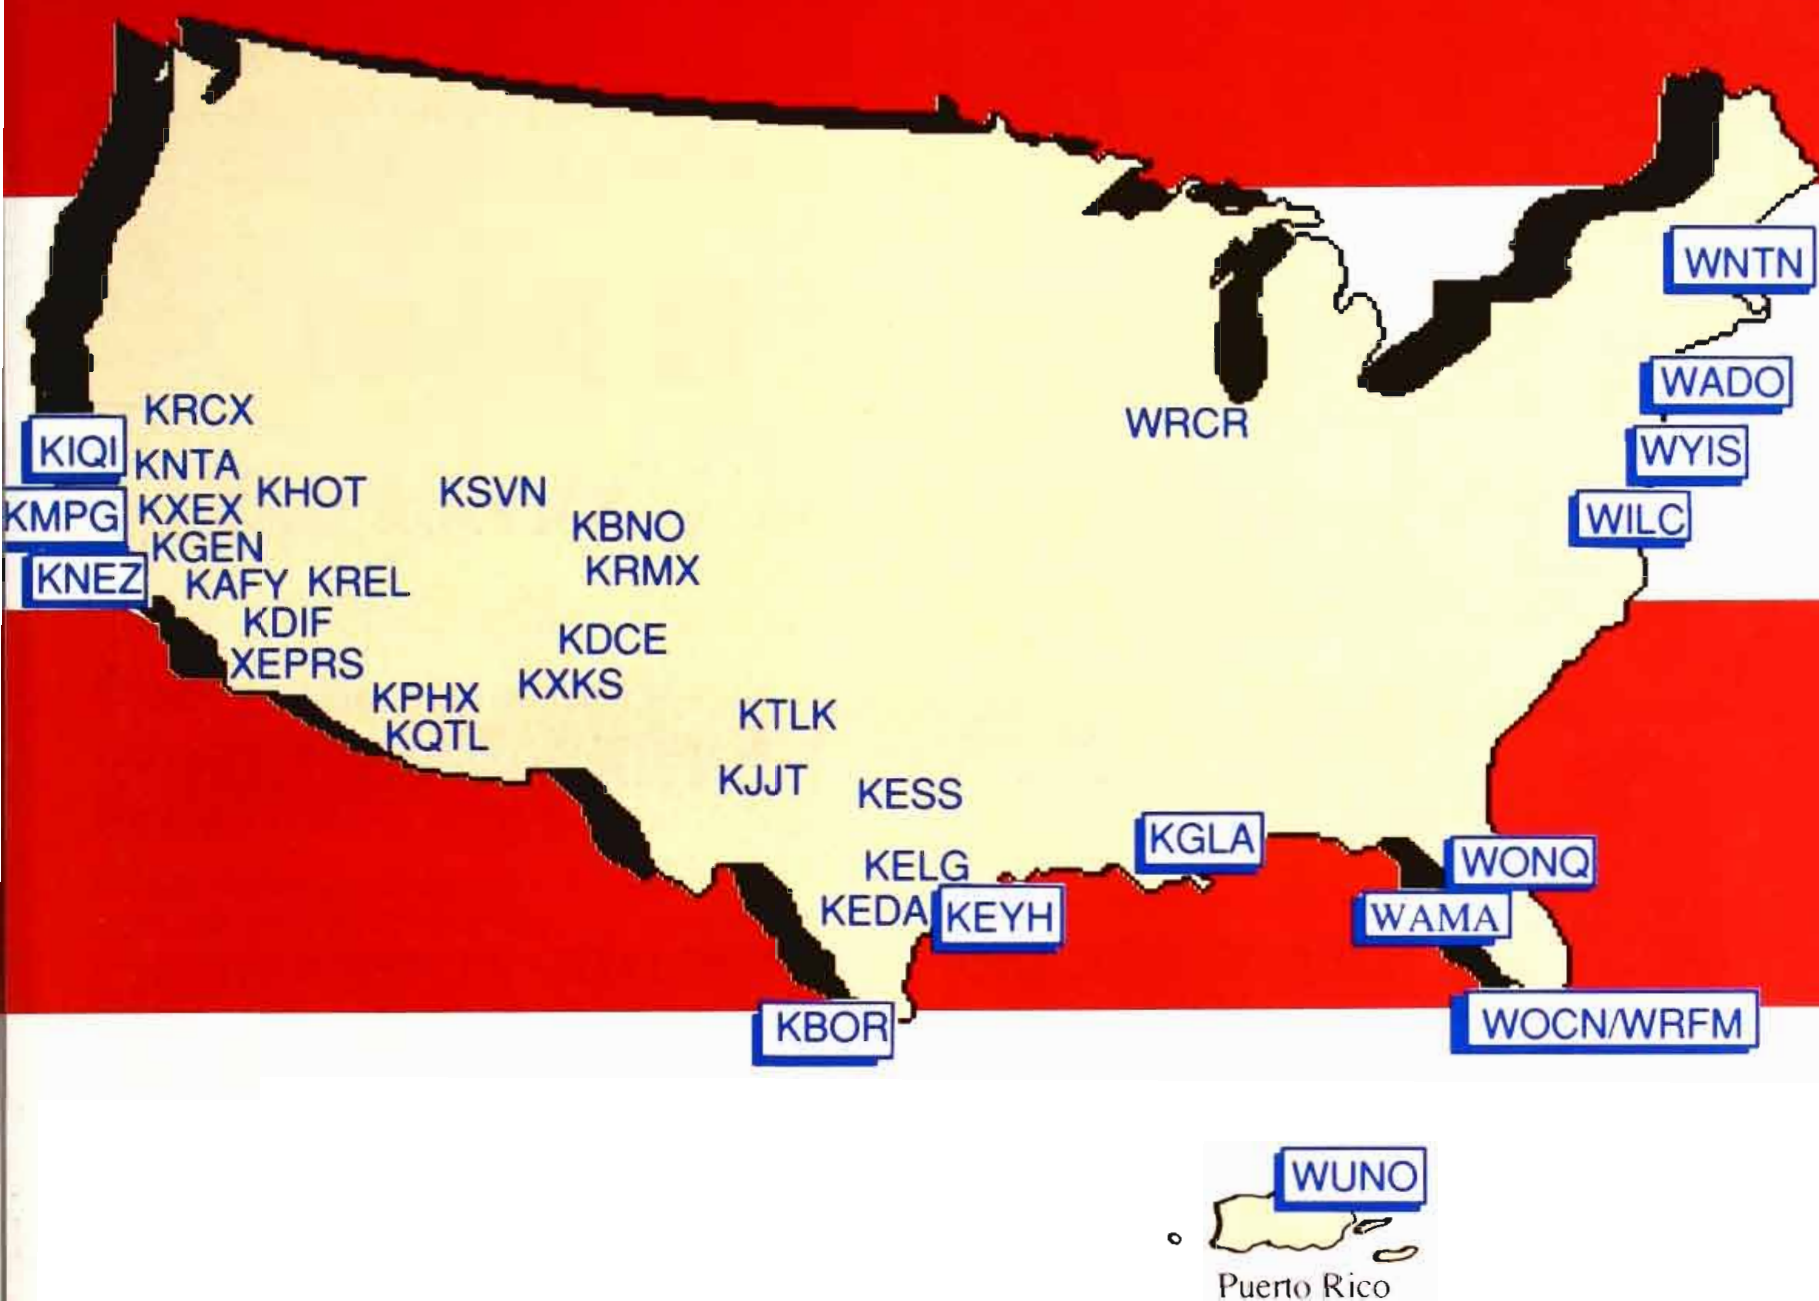 WNTN
WADO
KRCX
WRCR
KIQI
KNTA
WYIS
KHOT
KSVN
KMPG
KXEX
WILC
KBNO
KGEN
KRMX
KNEZ
KAFY
KREL
KDIF
KDCE
XEPRS
KXKS
KPHX
KTLK
KQTL
KJJT
KESS
KGLA
KELG
WONQ
KEDA
KEYH
WAMA
KBOR
WOCN/WRFM
WUNO
Puerto Rico